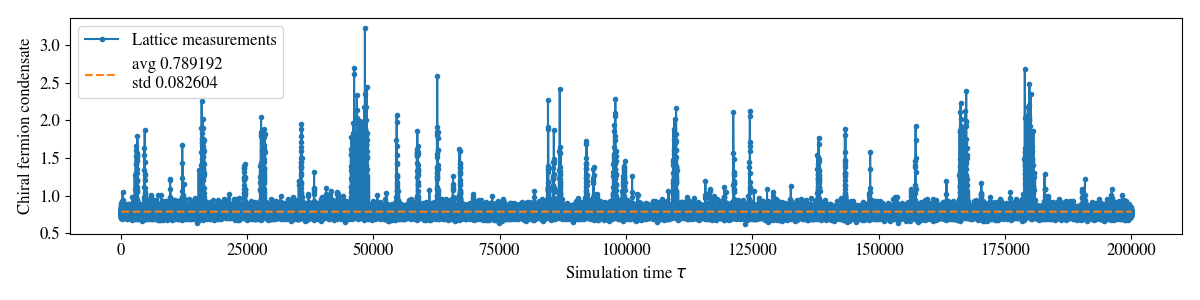 Chiral fermion condensate
3.0
2.5
2.0
1.5
1.0
0.5
Lattice measurements
avg 0.789192
std 0.082604
0 25000 50000 75000 100000 125000 150000 175000 200000
Simulation time τ